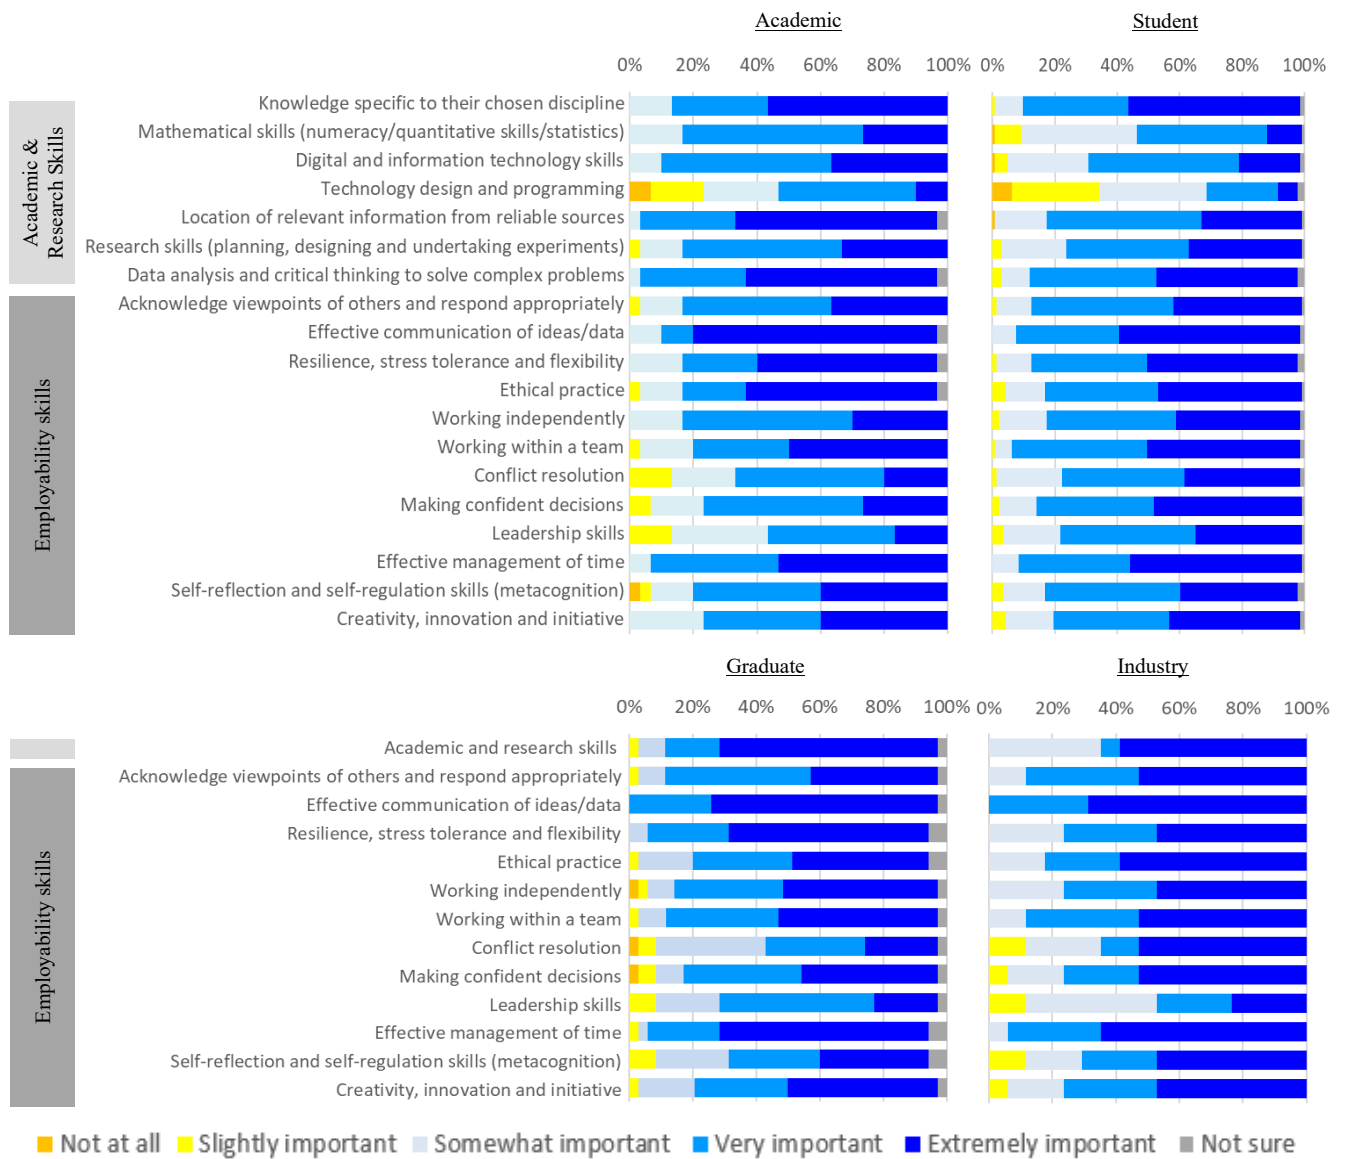 Academic
Student
0% 20% 40% 60% 80% 100% 0% 20% 40% 60% 80% 100%
Academic &
Research Skills
Knowledge specific to their chosen discipline
Mathematical skills (numeracy/quantitative skills/statistics)
Digital and information technology skills
Technology design and programming
Location of relevant information from reliable sources
Research skills (planning, designing and undertaking experiments)
Data analysis and critical thinking to solve complex problems
Employability skills
Acknowledge viewpoints of others and respond appropriately
Effective communication of ideas/data
Resilience, stress tolerance and flexibility
Ethical practice
Working independently
Working within a team
Conflict resolution
Making confident decisions
Leadership skills
Effective management of time
Self-reflection and self-regulation skills (metacognition)
Creativity, innovation and initiative
Graduate
Industry
0% 20% 40% 60% 80% 100% 0% 20% 40% 60% 80% 100%
Academic and research skills
Employability skills
Acknowledge viewpoints of others and respond appropriately
Effective communication of ideas/data
Resilience, stress tolerance and flexibility
Ethical practice
Working independently
Working within a team
Conflict resolution
Making confident decisions
Leadership skills
Effective management of time
Self-reflection and self-regulation skills (metacognition)
Creativity, innovation and initiative
Not at all Slightly important Somewhat important Very important Extremely important Not sure